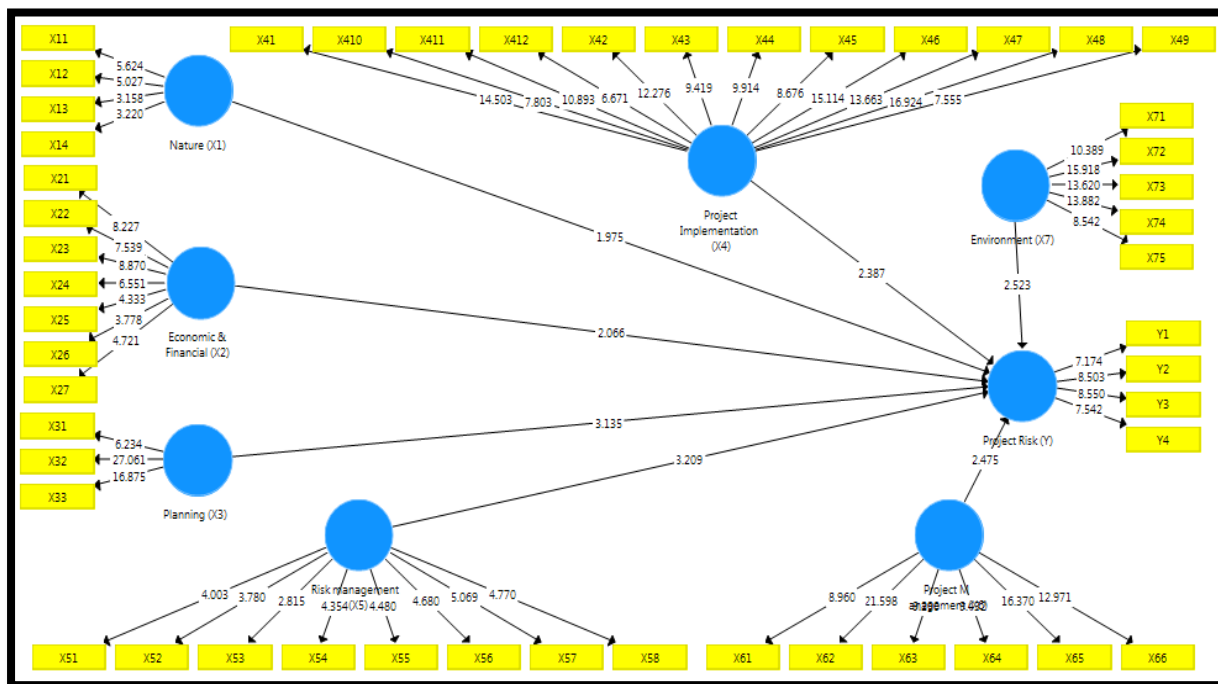 X11
X12
X13
X14
5.624
5.027
3.158
3.220
Nature (X1)
X41
X410
X411
X412
X42
X43
X44
X45
X46
X47
X48
X49
14.503
7.803
10.893
6.671
12.276
9.419
9.914
8.676
15.114
13.663
16.924
7.555
Project
Implementation
(X4)
X71
X72
X73
X74
X75
10.389
15.918
13.620
13.882
8.542
Environment (X7)
X21
X22
X23
X24
X25
X26
X27
8.227
7.539
8.870
6.551
4.333
3.778
4.721
Economic &
Financial (X2)
1.975
2.387
2.523
2.066
3.135
3.209
2.475
Y1
Y2
Y3
Y4
7.174
8.503
8.550
7.542
Project Risk (Y)
X31
X32
X33
6.234
27.061
16.875
Planning (X3)
Risk management
(X5)
4.003
3.780
2.815
4.354
4.480
4.680
5.069
4.770
X51
X52
X53
X54
X55
X56
X57
X58
Project M
anagement
8.960
21.598
16.370
12.971
X61
X62
X63
X64
X65
X66